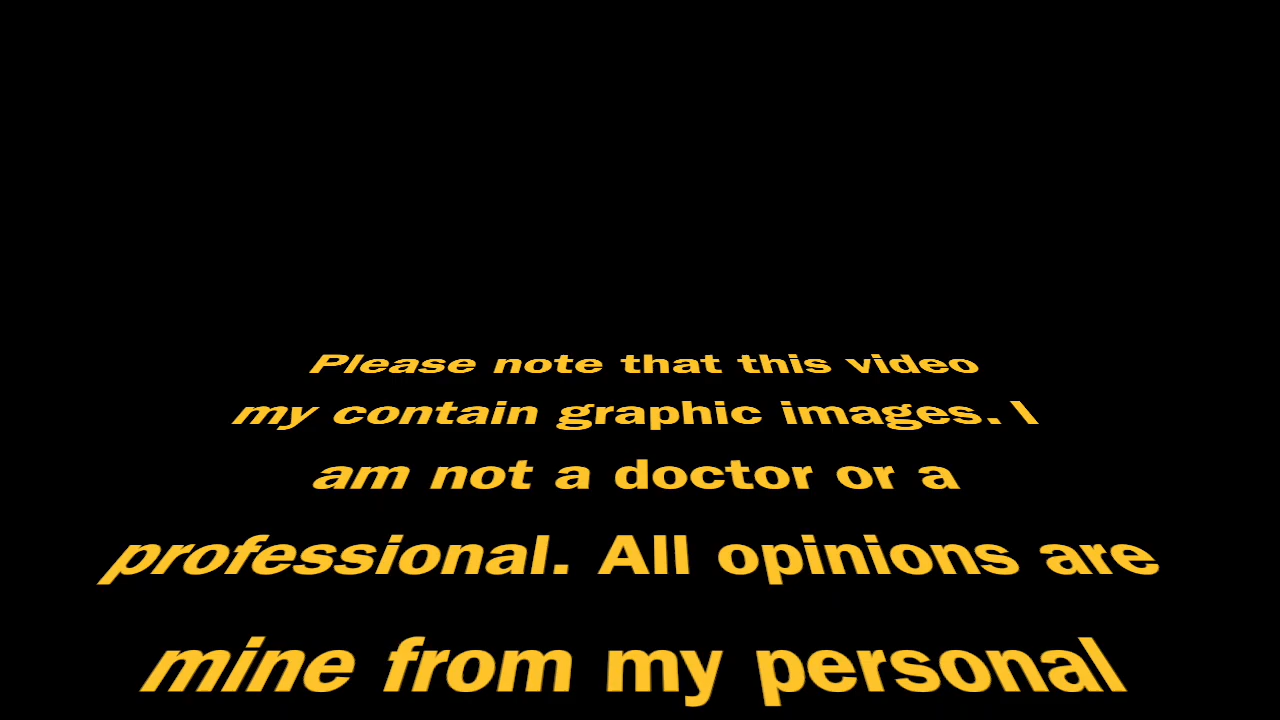 Please note that this video
my contain graphic images. I
am not a doctor or a
professional. All opinions are
mine from my personal